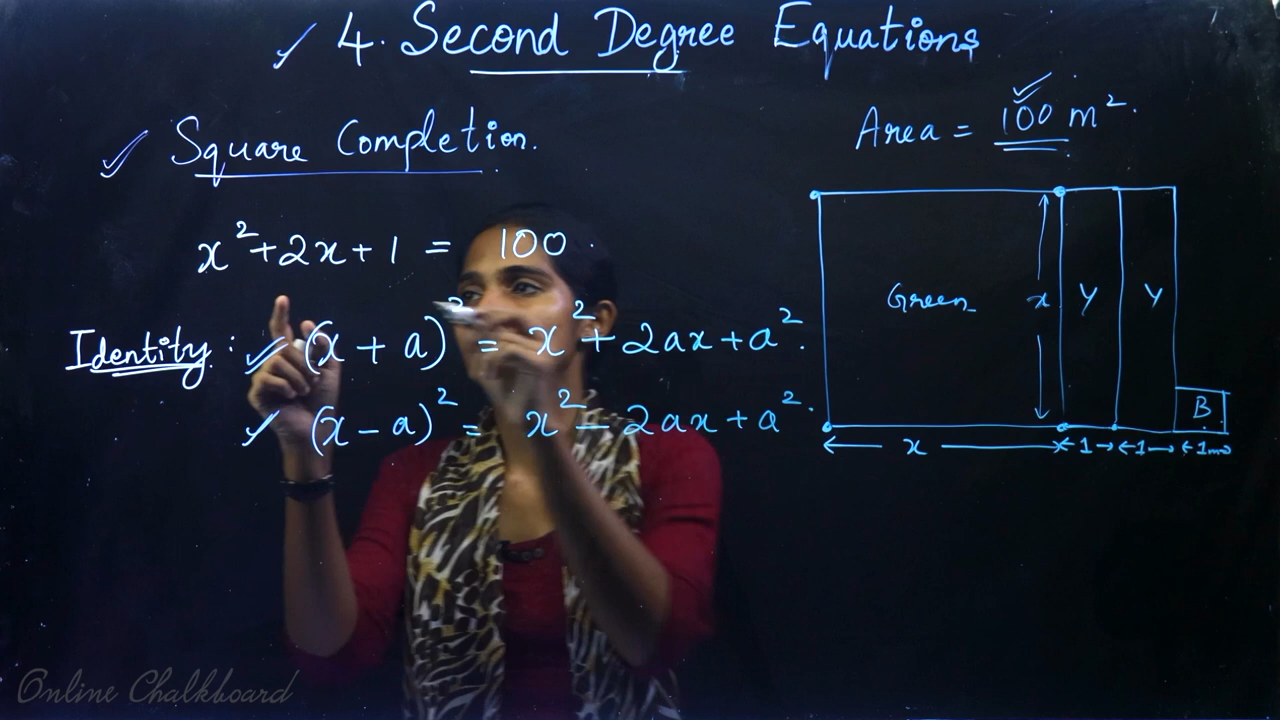 4. Second Degree Equations
Square Completion.
x²+2x+1 = 100.
Identity: (x + a)² = x²+2ax+a².
(x - a)² = x²-2ax+a².
Area = 100 m².
Green x Y Y
B
x 1 1 1m
Online Chalkboard